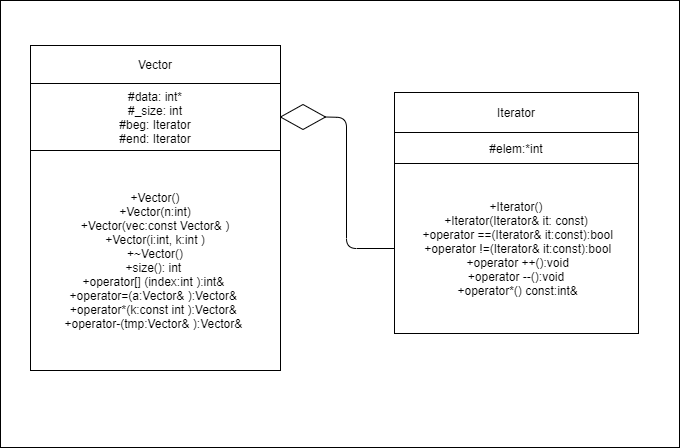 Vector
#data: int*
#_size: int
#beg: Iterator
#end: Iterator
+Vector()
+Vector(n:int)
+Vector(vec:const Vector& )
+Vector(i:int, k:int )
+~Vector()
+size(): int
+operator[] (index:int ):int&
+operator=(a:Vector& ):Vector&
+operator*(k:const int ):Vector&
+operator-(tmp:Vector& ):Vector&
Iterator
#elem:*int
+Iterator()
+Iterator(Iterator& it: const)
+operator ==(Iterator& it:const):bool
+operator !=(Iterator& it:const):bool
+operator ++():void
+operator --():void
+operator*() const:int&